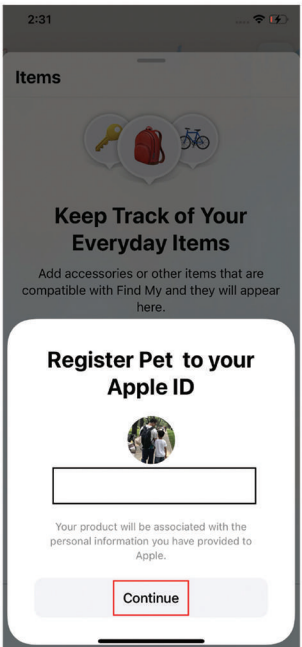 2:31
Items
Keep Track of Your
Everyday Items
Add accessories or other items that are
compatible with Find My and they will appear
here.
Register Pet to your
Apple ID
Your product will be associated with the
personal information you have provided to
Apple.
Continue